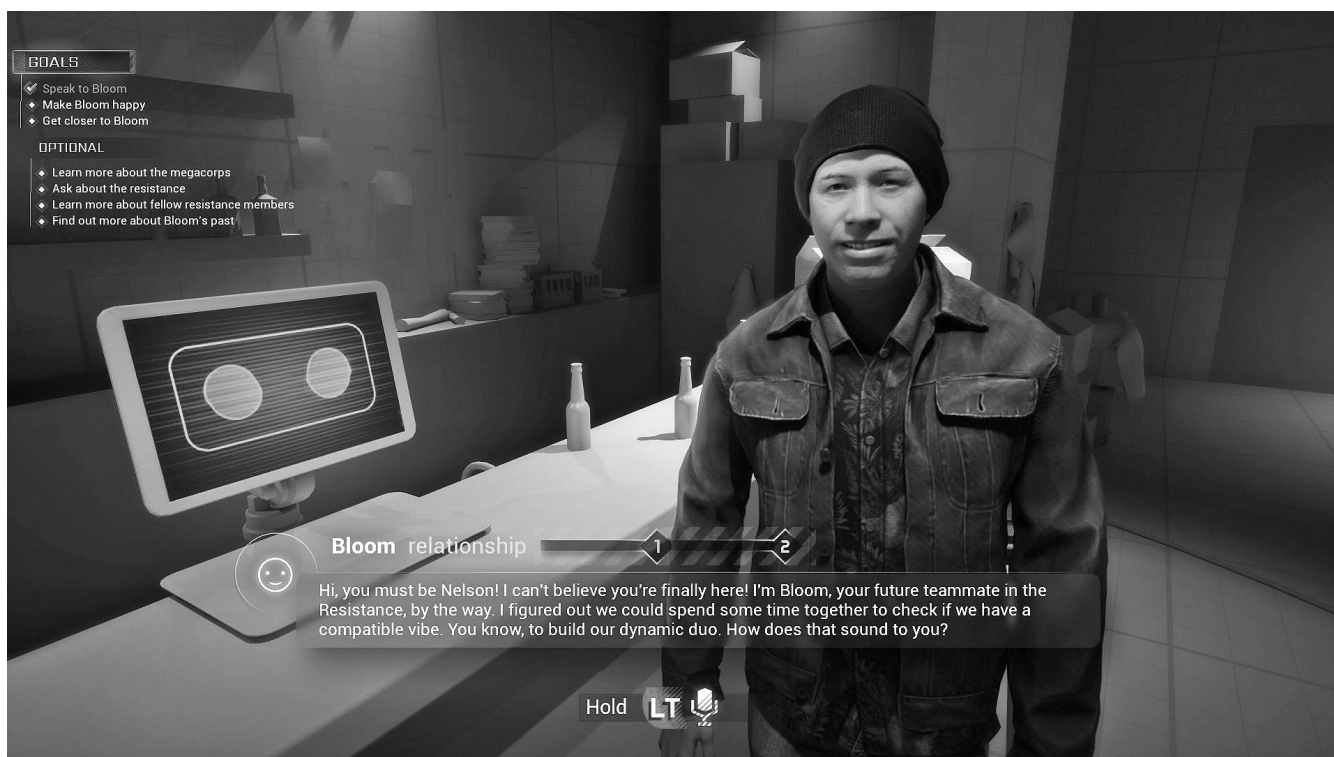 GOALS
Speak to Bloom
Make Bloom happy
Get closer to Bloom
OPTIONAL
Learn more about the megacorps
Ask about the resistance
Learn more about fellow resistance members
Find out more about Bloom's past
Bloom relationship 1 2
Hi, you must be Nelson! I can't believe you're finally here! I'm Bloom, your future teammate in the
Resistance, by the way. I figured out we could spend some time together to check if we have a
compatible vibe. You know, to build our dynamic duo. How does that sound to you?
Hold LT